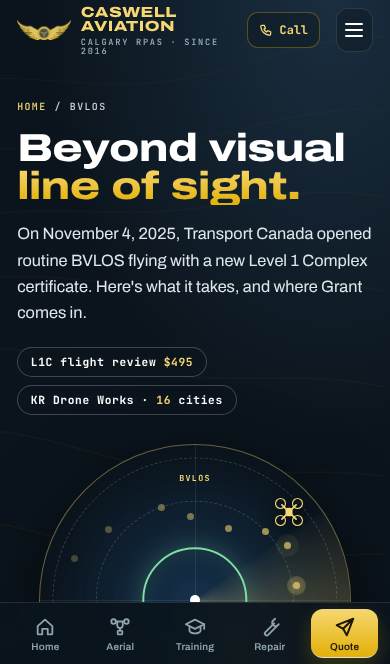 CASWELL
AVIATION
CALGARY RPAS · SINCE
2016
Call
HOME / BVLOS
Beyond visual
line of sight.
On November 4, 2025, Transport Canada opened
routine BVLOS flying with a new Level 1 Complex
certificate. Here's what it takes, and where Grant
comes in.
L1C flight review $495
KR Drone Works · 16 cities
BVLOS
Home
Aerial
Training
Repair
Quote